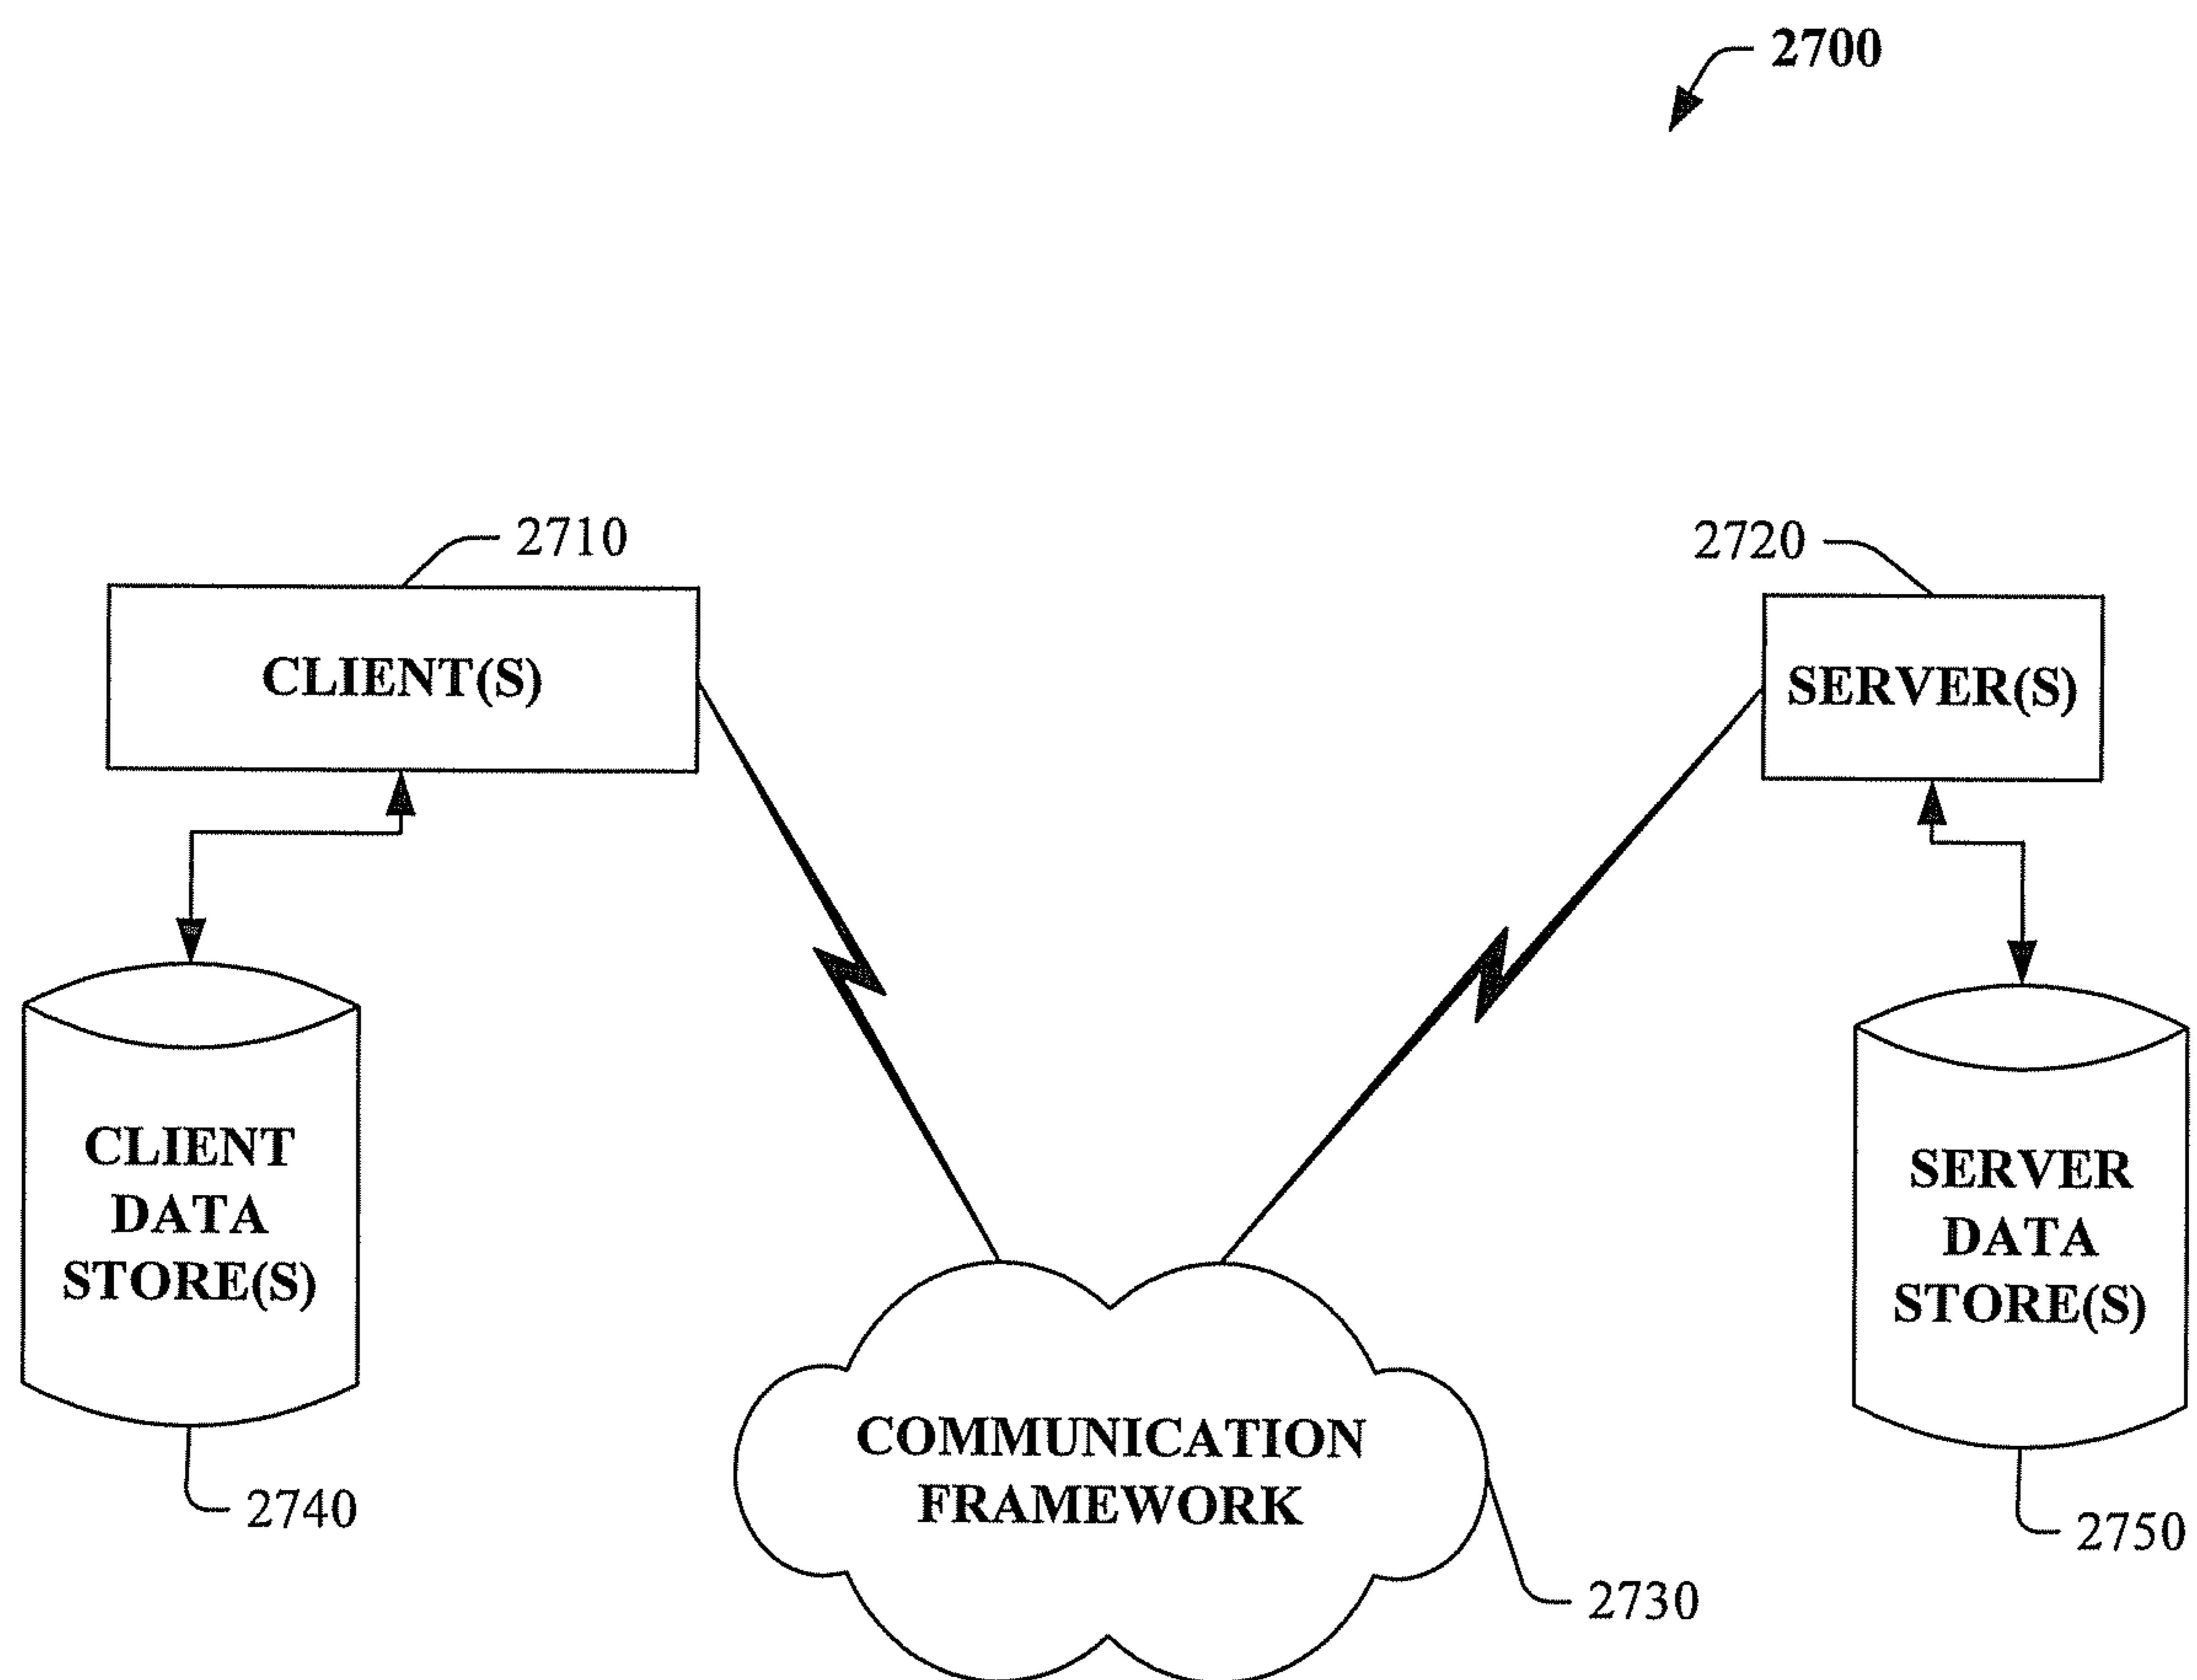 2700
2710
2720
CLIENT(S)
SERVER(S)
CLIENT
DATA
STORE(S)
SERVER
DATA
STORE(S)
COMMUNICATION
FRAMEWORK
2740
2750
2730